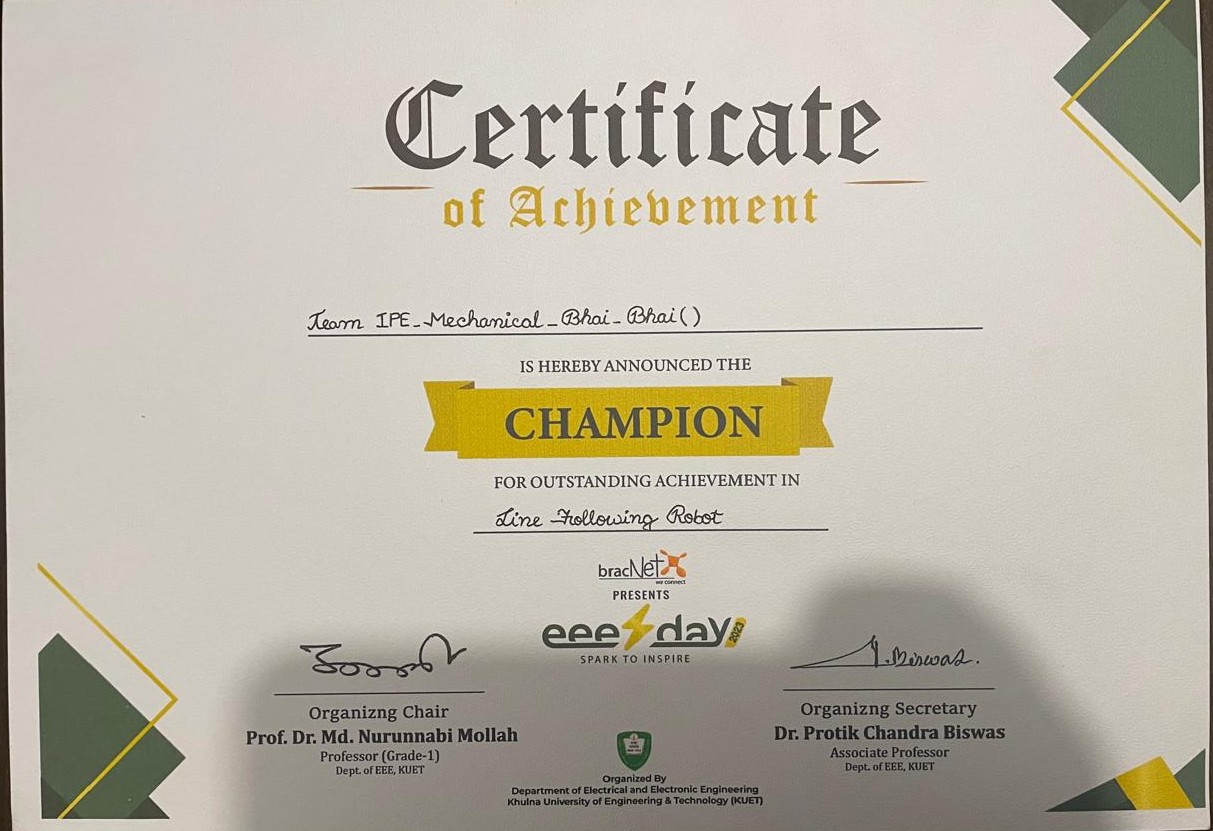 Certificate
of Achievement
Team IPE_Mechanical_Bhai_Bhai()
IS HEREBY ANNOUNCED THE
CHAMPION
FOR OUTSTANDING ACHIEVEMENT IN
Line Following Robot
bracNet
we connect
PRESENTS
eee day 2023
SPARK TO INSPIRE
Organizng Chair
Prof. Dr. Md. Nurunnabi Mollah
Professor (Grade-1)
Dept. of EEE, KUET
Biswas.
Organizng Secretary
Dr. Protik Chandra Biswas
Associate Professor
Dept. of EEE, KUET
Organized By
Department of Electrical and Electronic Engineering
Khulna University of Engineering & Technology (KUET)